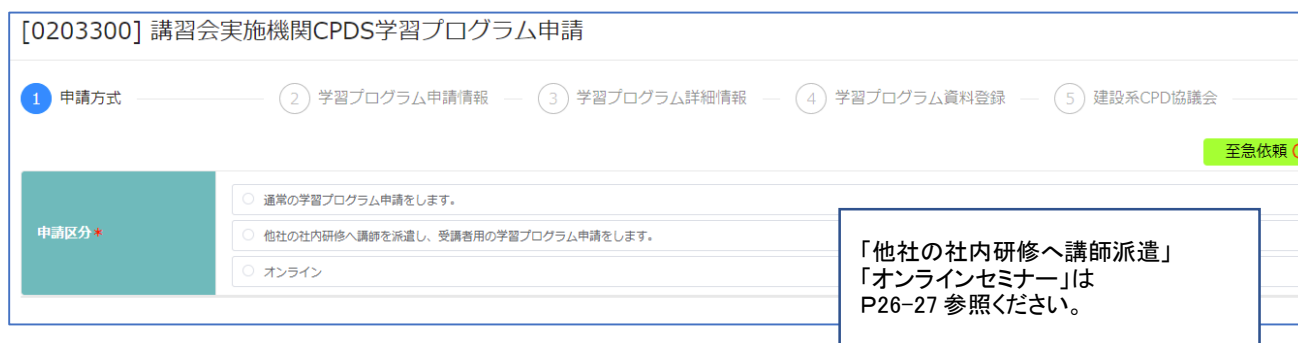 [0203300] 講習会実施機関CPDS学習プログラム申請
1 申請方式 2 学習プログラム申請情報 3 学習プログラム詳細情報 4 学習プログラム資料登録 5 建設系CPD協議会
至急依頼
申請区分*
通常の学習プログラム申請をします。
他社の社内研修へ講師を派遣し、受講者用の学習プログラム申請をします。
オンライン
「他社の社内研修へ講師派遣」
「オンラインセミナー」は
P26-27 参照ください。